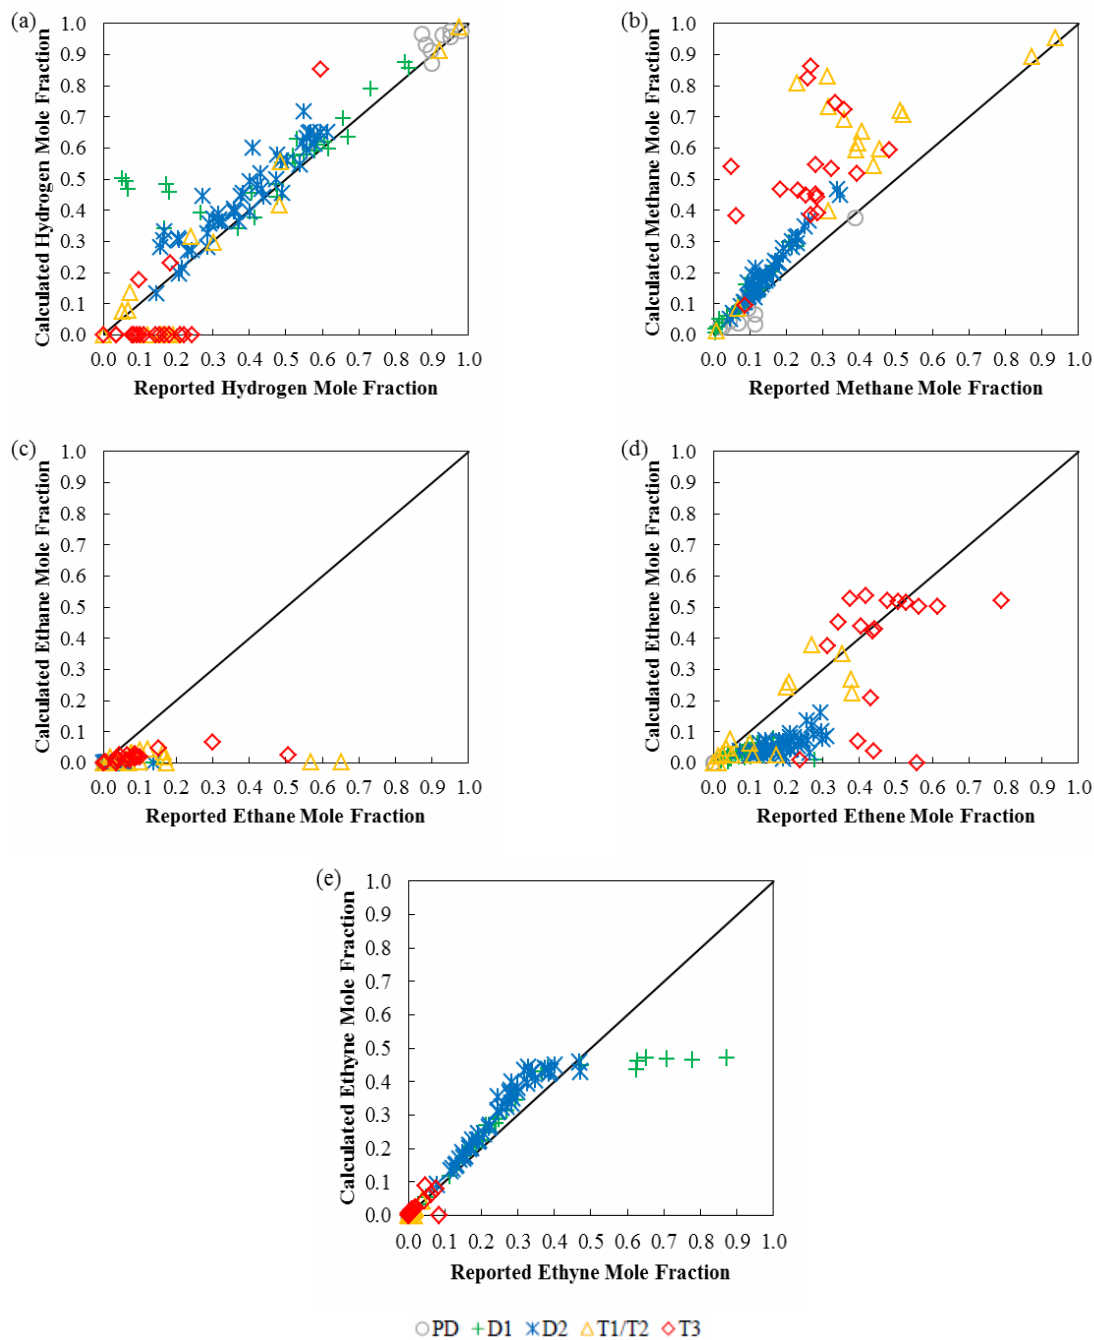 (a)
Calculated Hydrogen Mole Fraction
1.0
0.9
0.8
0.7
0.6
0.5
0.4
0.3
0.2
0.1
0.0
0.0 0.1 0.2 0.3 0.4 0.5 0.6 0.7 0.8 0.9 1.0
Reported Hydrogen Mole Fraction
(b)
Calculated Methane Mole Fraction
1.0
0.9
0.8
0.7
0.6
0.5
0.4
0.3
0.2
0.1
0.0
0.0 0.1 0.2 0.3 0.4 0.5 0.6 0.7 0.8 0.9 1.0
Reported Methane Mole Fraction
(c)
Calculated Ethane Mole Fraction
1.0
0.9
0.8
0.7
0.6
0.5
0.4
0.3
0.2
0.1
0.0
0.0 0.1 0.2 0.3 0.4 0.5 0.6 0.7 0.8 0.9 1.0
Reported Ethane Mole Fraction
(d)
Calculated Ethene Mole Fraction
1.0
0.9
0.8
0.7
0.6
0.5
0.4
0.3
0.2
0.1
0.0
0.0 0.1 0.2 0.3 0.4 0.5 0.6 0.7 0.8 0.9 1.0
Reported Ethene Mole Fraction
(e)
Calculated Ethyne Mole Fraction
1.0
0.9
0.8
0.7
0.6
0.5
0.4
0.3
0.2
0.1
0.0
0.0 0.1 0.2 0.3 0.4 0.5 0.6 0.7 0.8 0.9 1.0
Reported Ethyne Mole Fraction
PD D1 D2 T1/T2 T3